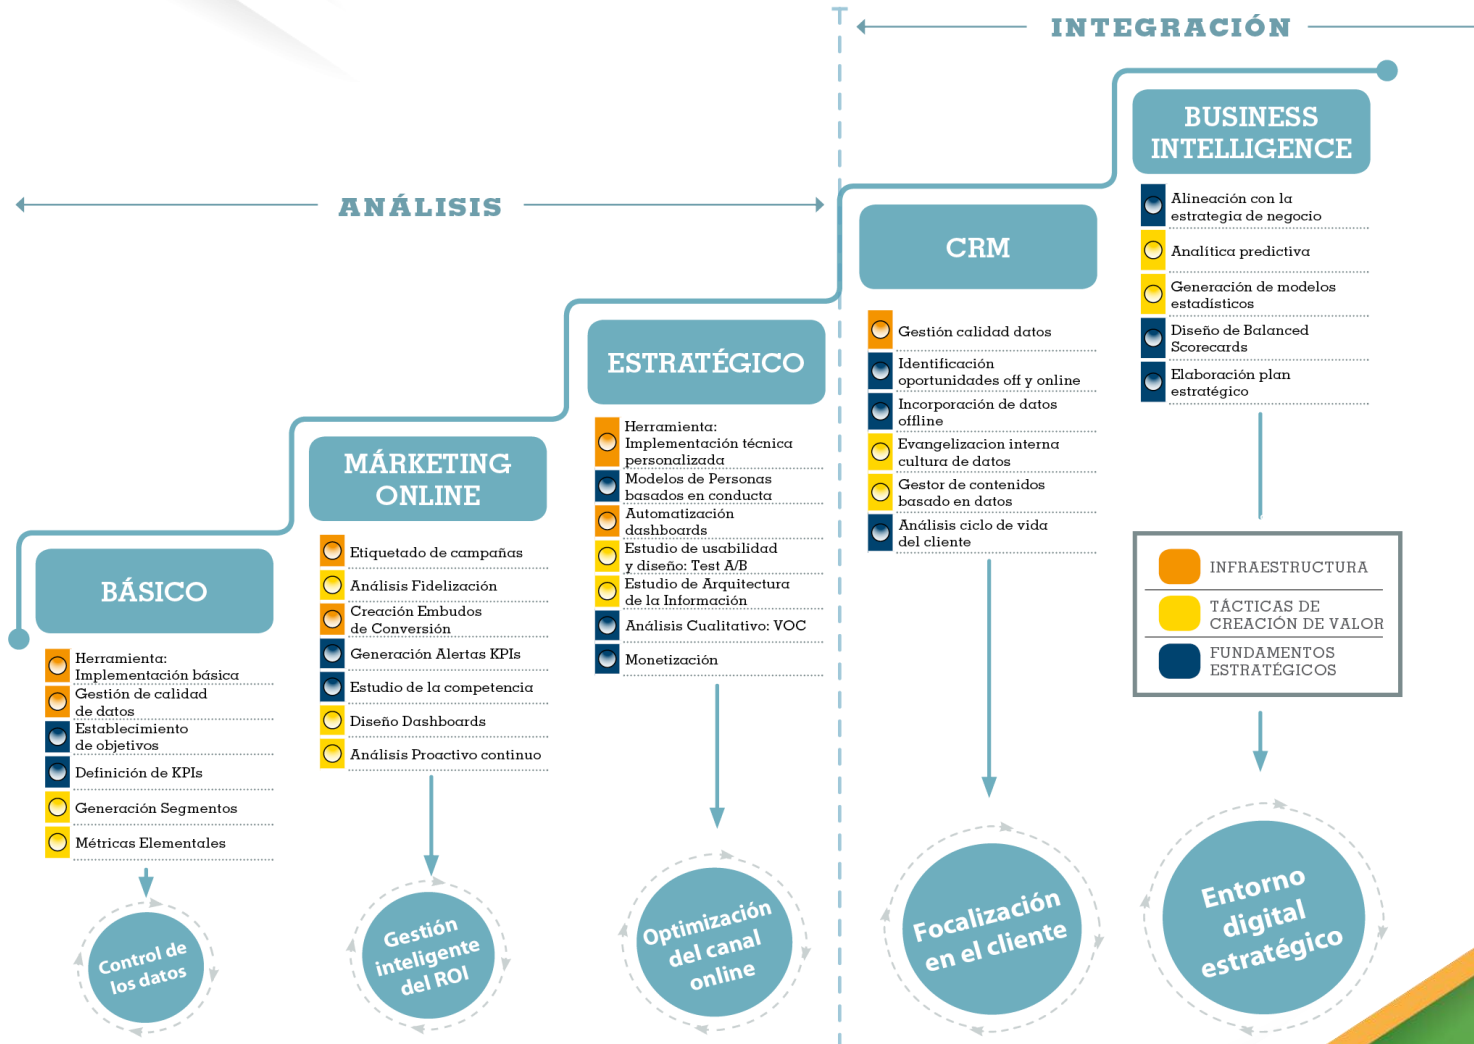 INTEGRACIÓN
ANÁLISIS
BÁSICO
Herramienta:
Implementación básica
Gestión de calidad
de datos
Establecimiento
de objetivos
Definición de KPIs
Generación Segmentos
Métricas Elementales
Control de
los datos
MÁRKETING
ONLINE
Etiquetado de campañas
Análisis Fidelización
Creación Embudos
de Conversión
Generación Alertas KPIs
Estudio de la competencia
Diseño Dashboards
Análisis Proactivo continuo
Gestión
inteligente
del ROI
ESTRATÉGICO
Herramienta:
Implementación técnica
personalizada
Modelos de Personas
basados en conducta
Automatización
dashboards
Estudio de usabilidad
y diseño: Test A/B
Estudio de Arquitectura
de la Información
Análisis Cualitativo: VOC
Monetización
Optimización
del canal
online
CRM
Gestión calidad datos
Identificación
oportunidades off y online
Incorporación de datos
offline
Evangelizacion interna
cultura de datos
Gestor de contenidos
basado en datos
Análisis ciclo de vida
del cliente
Focalización
en el cliente
BUSINESS
INTELLIGENCE
Alineación con la
estrategia de negocio
Analítica predictiva
Generación de modelos
estadísticos
Diseño de Balanced
Scorecards
Elaboración plan
estratégico
INFRAESTRUCTURA
TÁCTICAS DE
CREACIÓN DE VALOR
FUNDAMENTOS
ESTRATÉGICOS
Entorno
digital
estratégico